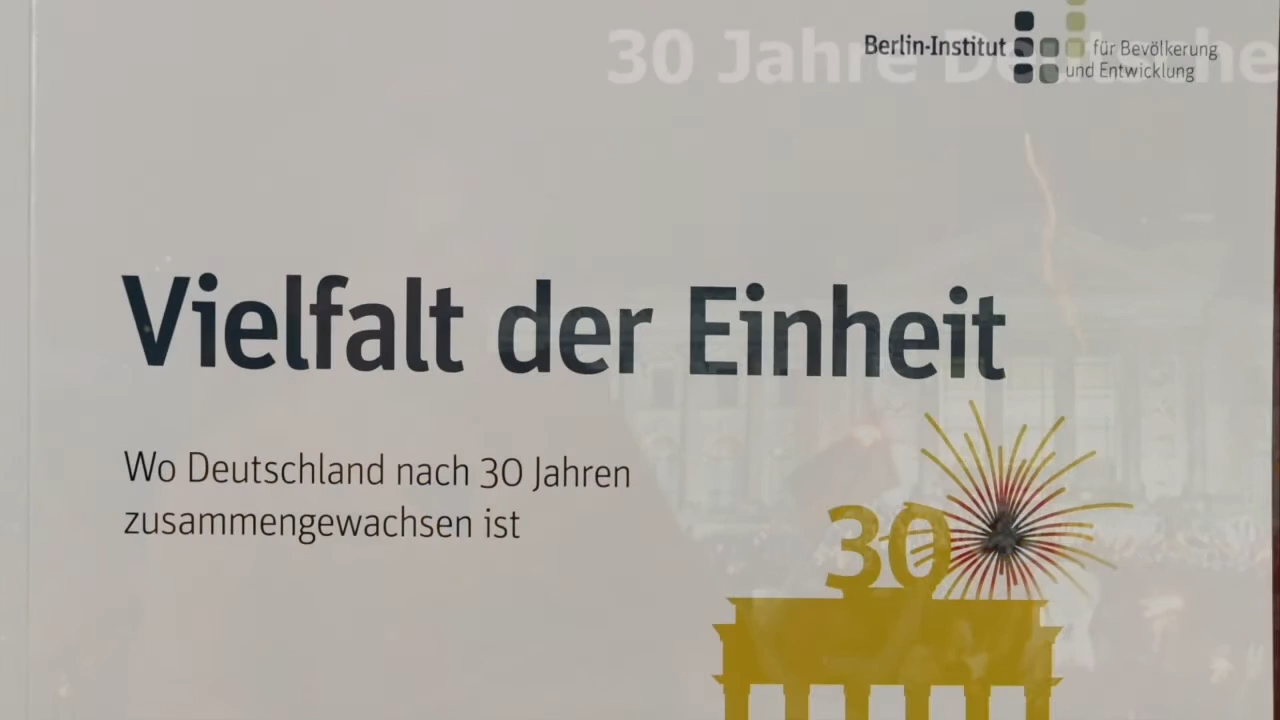 30 Jahre Deutsche
Berlin-Institut
für Bevölkerung
und Entwicklung
Vielfalt der Einheit
Wo Deutschland nach 30 Jahren
zusammengewachsen ist
30